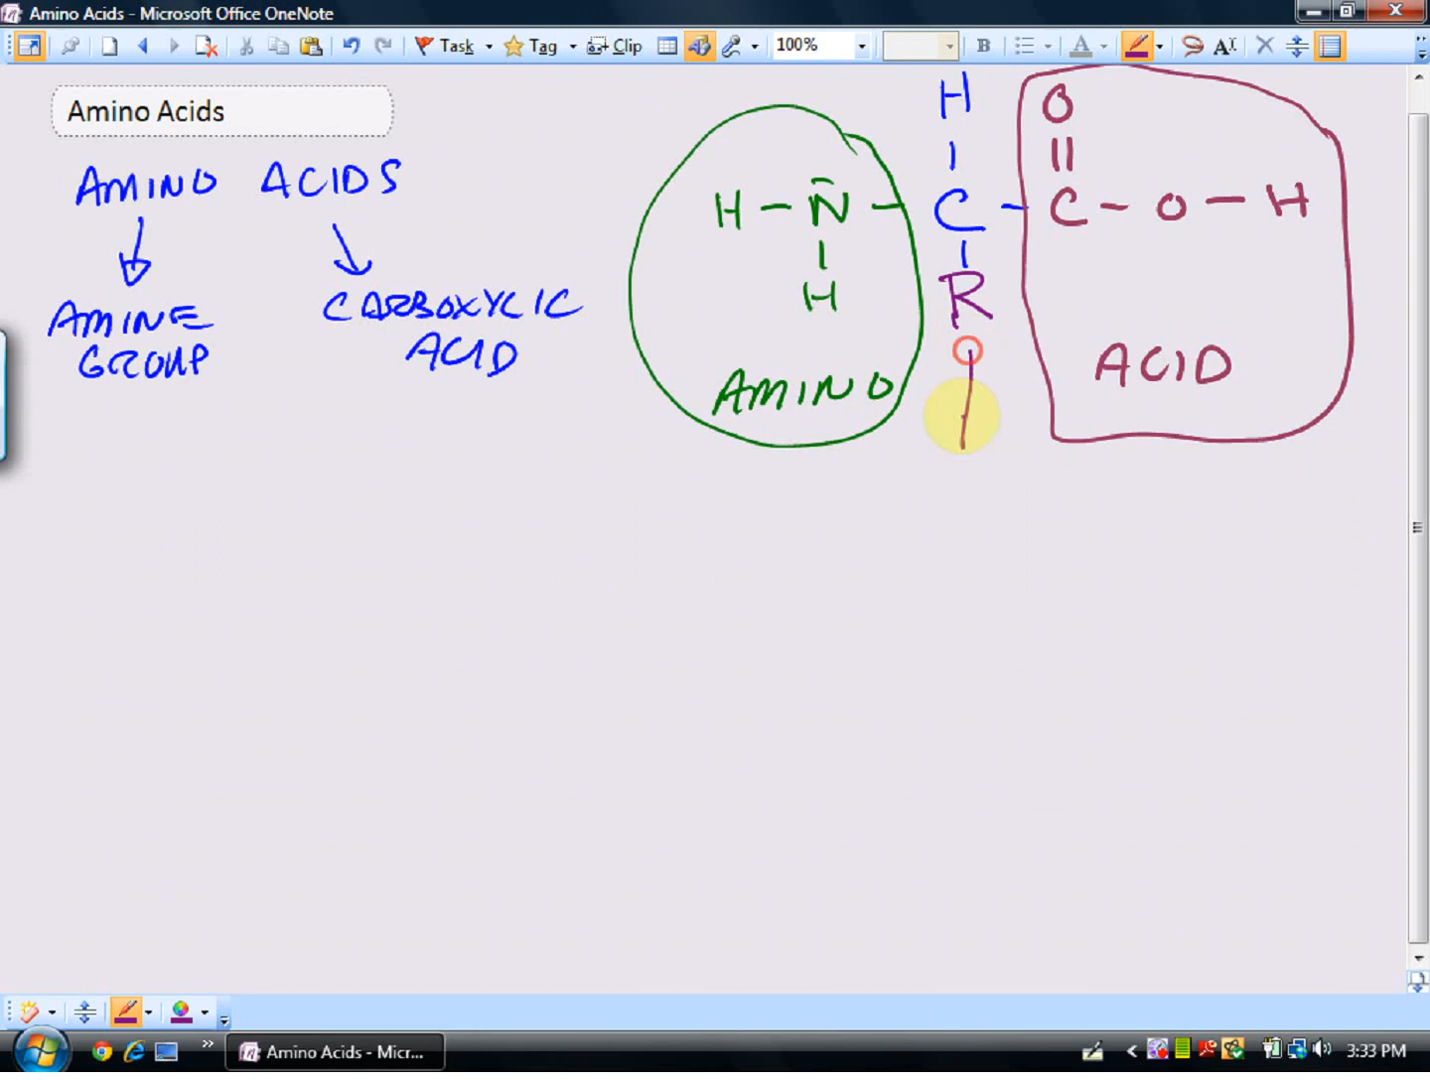 Amino Acids - Microsoft Office OneNote
Task Tag Clip 100% B A
Amino Acids
AMINO ACIDS
AMINE GROUP
CARBOXYCIC ACID
H
O
H - N - C - C - O - H
H
R
AMINO
ACID
Amino Acids - Micr...
3:33 PM